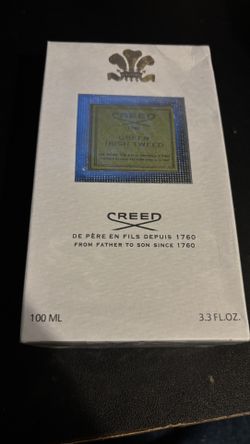 CREED
GREEN
IRISH TWEED
CREED
DE PÈRE EN FILS DEPUIS 1760
FROM FATHER TO SON SINCE 1760
100 ML 3.3 FL.OZ.